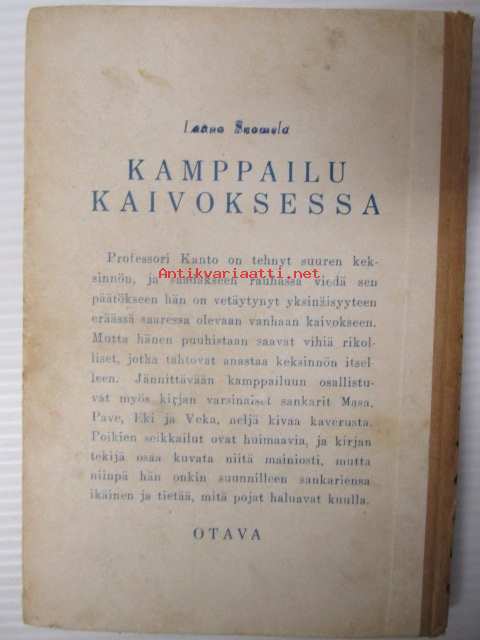 Suomela
KAMPPAILU
KAIVOKSESSA
Professori Kanto on tehnyt suuren kek-
sinnön, ja saadakseen rauhassa viedä sen
Antikvariaatti.net
päätökseen hän on vetäytynyt yksinäisyyteen
eräässä saaressa olevaan vanhaan kaivokseen.
Mutta hänen puuhistaan saavat vihiä rikol-
liset, jotka tahtovat anastaa keksinnön itsel-
leen. Jännittävään kamppailuun osallistu-
vat myös kirjan varsinaiset sankarit Masa,
Pave, Eki ja Veka, neljä kivaa kaverusta.
Poikien seikkailut ovat huimaavia, ja kirjan
tekijä osaa kuvata niitä mainiosti, mutta
niinpä hän onkin suunnilleen sankariensa
ikäinen ja tietää, mitä pojat haluavat kuulla.
OTAVA